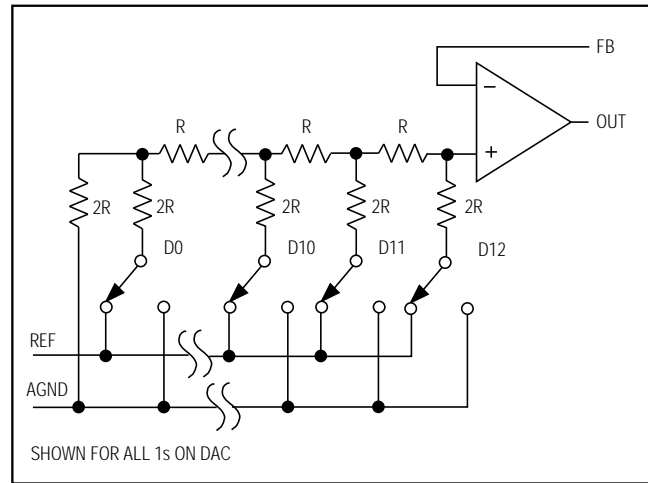 FB
−
OUT
+
R
R
R
2R
2R
2R
2R
2R
D0
D10
D11
D12
REF
AGND
SHOWN FOR ALL 1s ON DAC